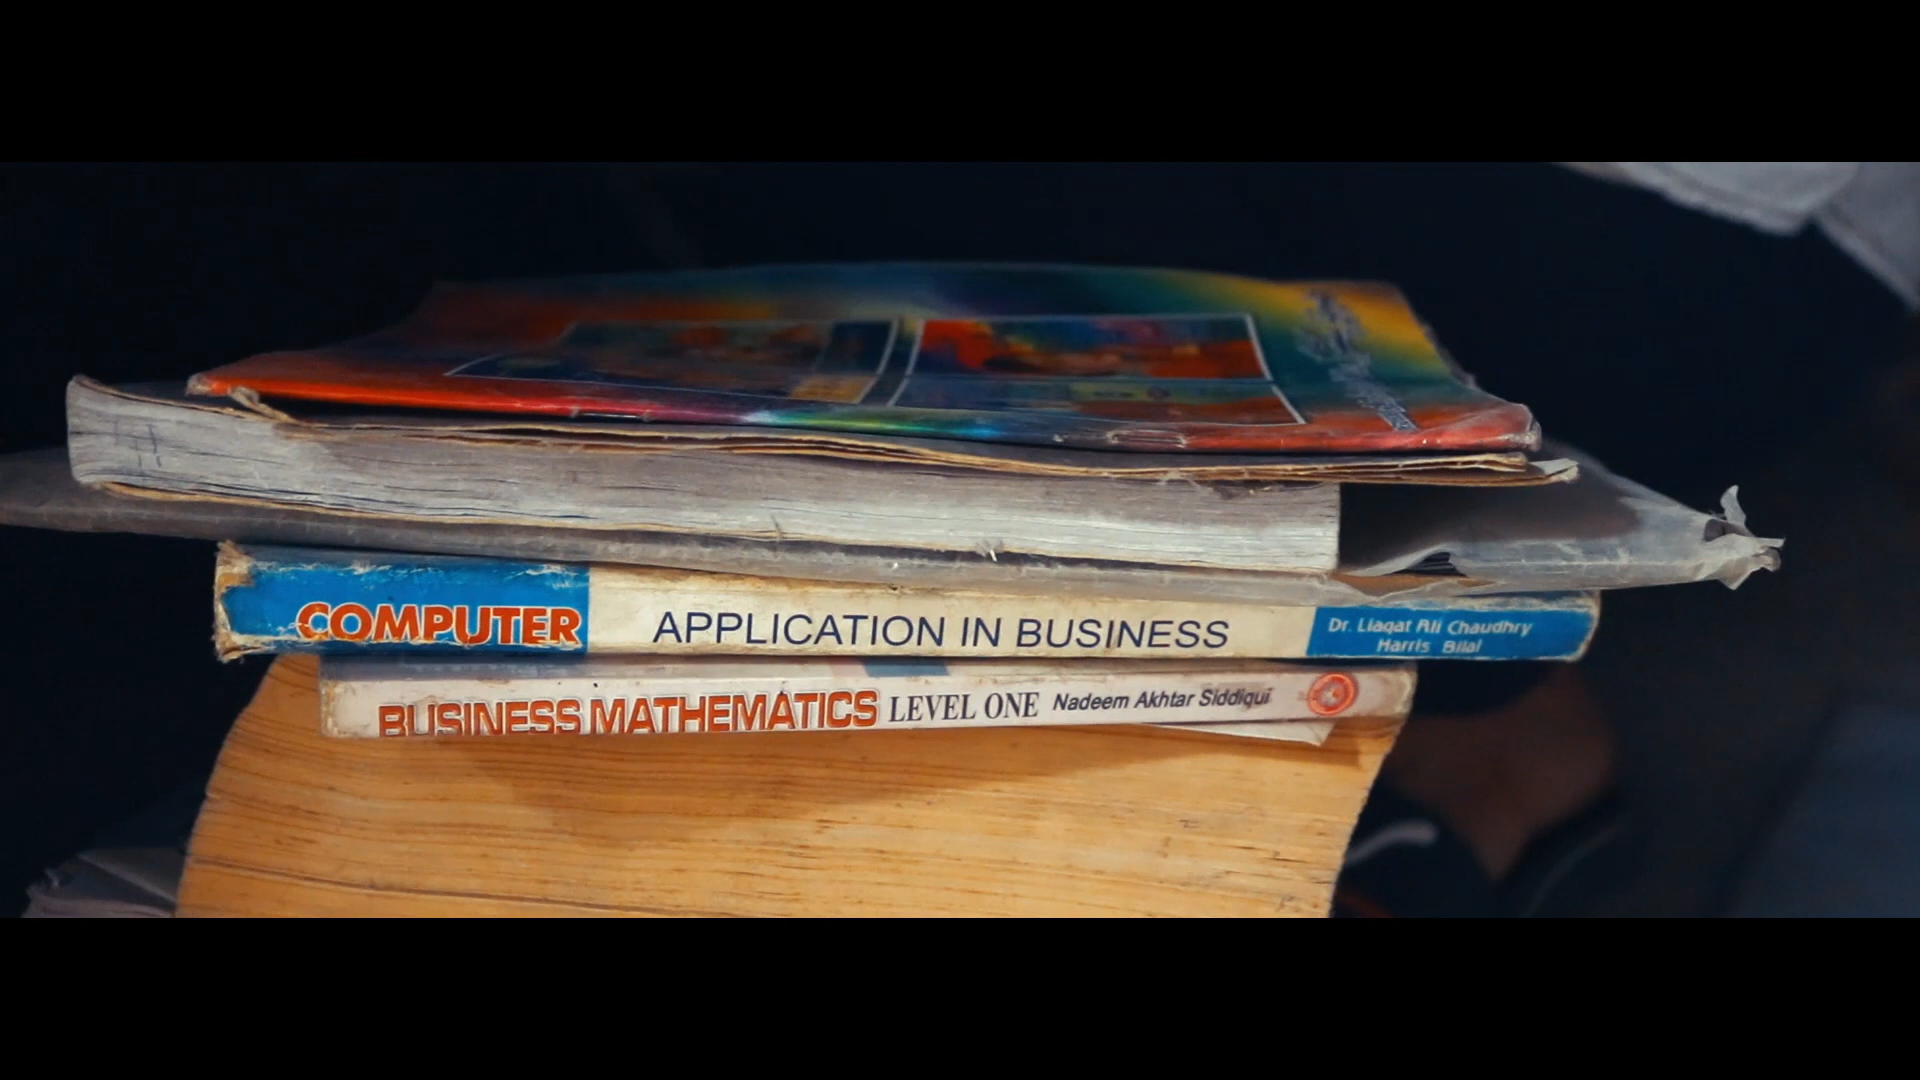 COMPUTER APPLICATION IN BUSINESS Dr. Liaqat Ali Chaudhry
Harris Bilal
BUSINESS MATHEMATICS LEVEL ONE Nadeem Akhtar Siddiqui